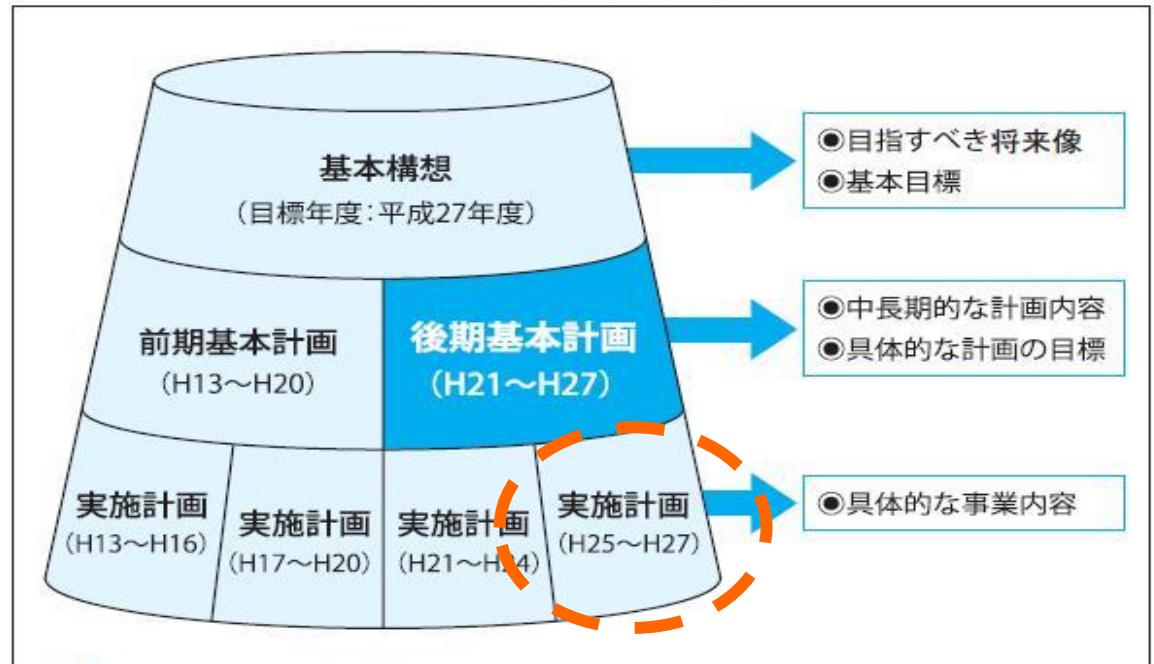 基本構想
（目標年度：平成27年度）
◉目指すべき将来像
◉基本目標
前期基本計画
（H13〜H20）
後期基本計画
（H21〜H27）
◉中長期的な計画内容
◉具体的な計画の目標
実施計画
（H13〜H16）
実施計画
（H17〜H20）
実施計画
（H21〜H24）
実施計画
（H25〜H27）
◉具体的な事業内容